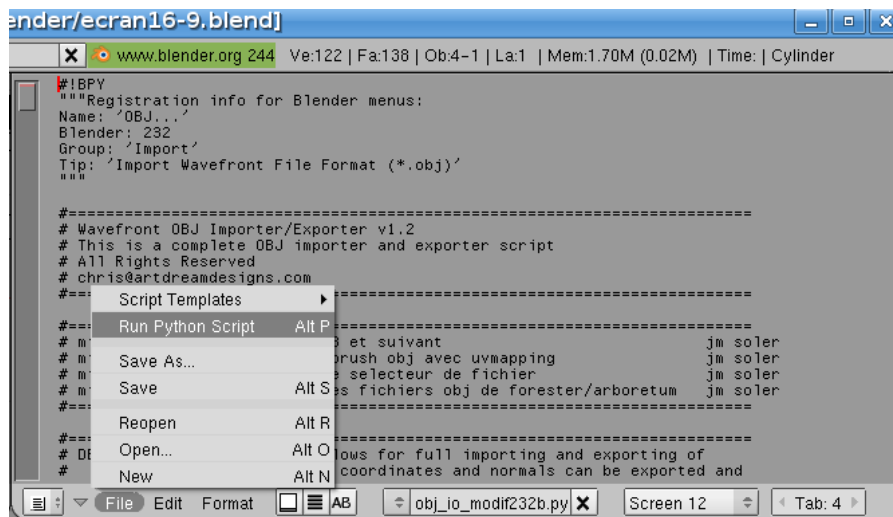 ender/ecran16-9.blend]
www.blender.org 244 Ve:122 | Fa:138 | Ob:4-1 | La:1 | Mem:1.70M (0.02M) | Time: | Cylinder
#!BPY
"""Registration info for Blender menus:
Name: 'OBJ...'
Blender: 232
Group: 'Import'
Tip: 'Import Wavefront File Format (*.obj)'
"""
#==========================================================================
# Wavefront OBJ Importer/Exporter v1.2
# This is a complete OBJ importer and exporter script
# All Rights Reserved
# chris@artdreamdesigns.com
#==========================================================================
Script Templates
#==========================================================================
Run Python Script Alt P
et suivant jm soler
brush obj avec uvmapping jm soler
Save As...
selecteur de fichier jm soler
Save Alt S
es fichiers obj de forester/arboretum jm soler
#==========================================================================
Reopen Alt R
#==========================================================================
Open... Alt O
lows for full importing and exporting of
coordinates and normals can be exported and
New Alt N
File Edit Format AB obj_io_modif232b.py Screen 12 Tab: 4